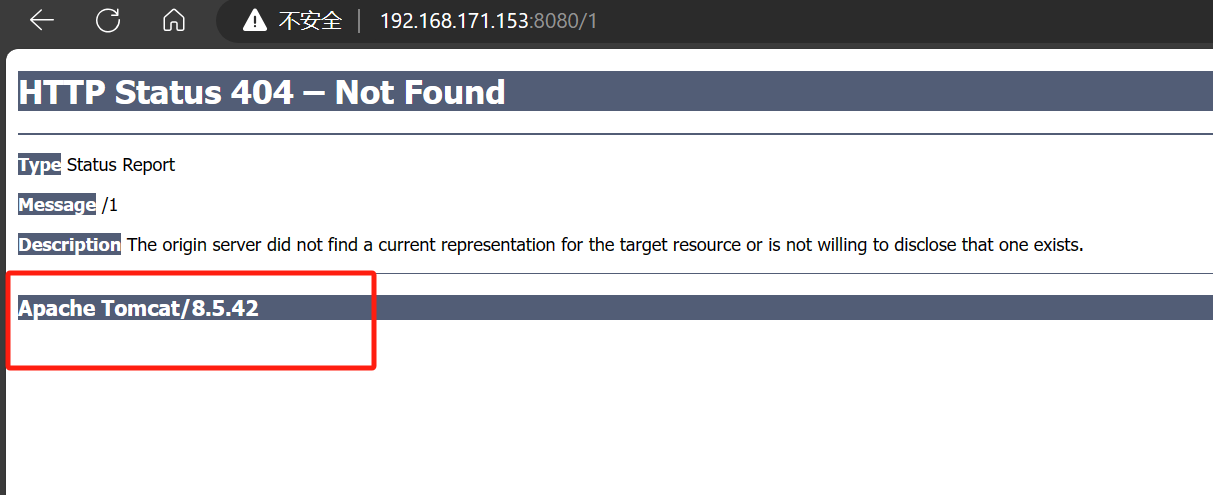 不安全 192.168.171.153:8080/1
HTTP Status 404 – Not Found
Type Status Report
Message /1
Description The origin server did not find a current representation for the target resource or is not willing to disclose that one exists.
Apache Tomcat/8.5.42